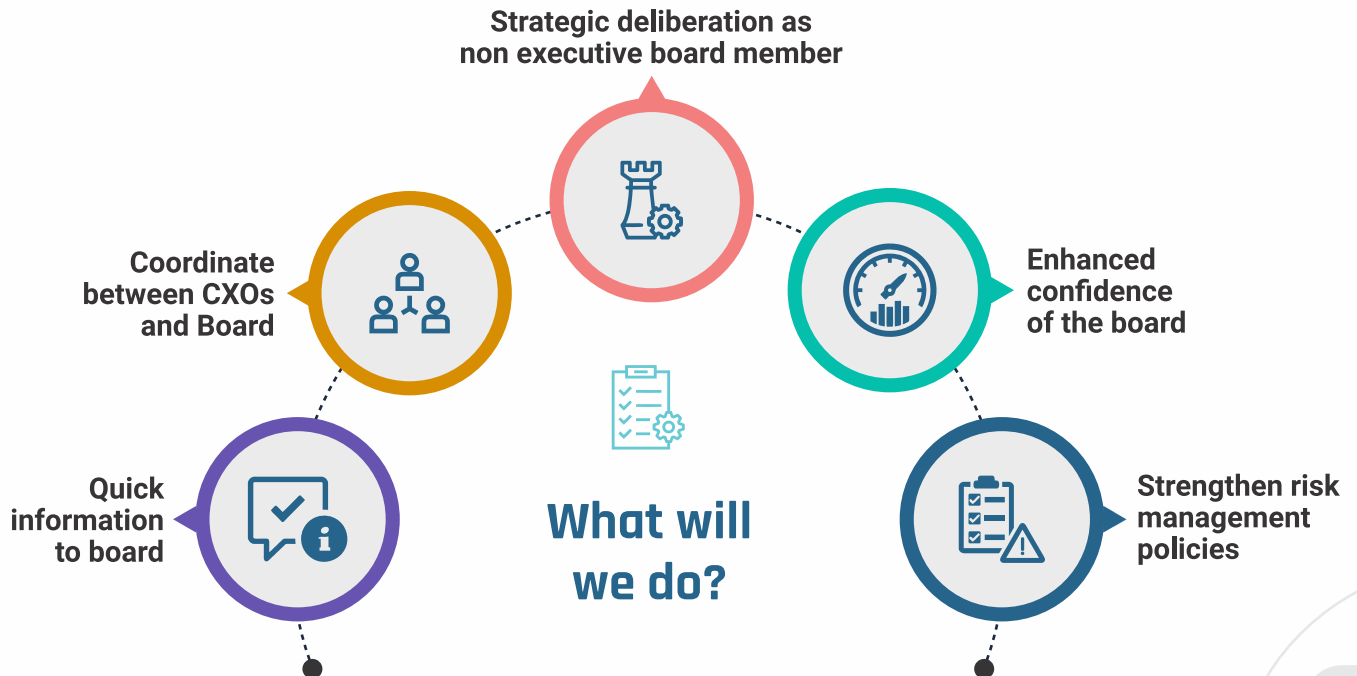 Strategic deliberation as
non executive board member
Coordinate
between CXOs
and Board
Enhanced
confidence
of the board
Quick
information
to board
What will
we do?
Strengthen risk
management
policies